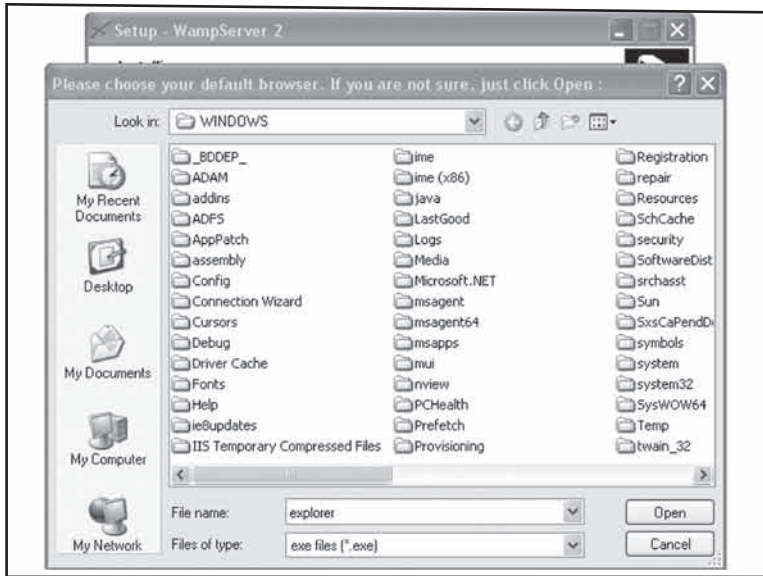 Setup - WampServer 2
Please choose your default browser. If you are not sure, just click Open :
Look in:
WINDOWS
My Recent Documents
Desktop
My Documents
My Computer
My Network
_BDDEP_
ADAM
addins
ADFS
AppPatch
assembly
Config
Connection Wizard
Cursors
Debug
Driver Cache
Fonts
Help
ie8updates
IIS Temporary Compressed Files
ime
ime (x86)
java
LastGood
Logs
Media
Microsoft.NET
msagent
msagent64
msapps
mui
nview
PCHealth
Prefetch
Provisioning
Registration
repair
Resources
SchCache
security
SoftwareDist
srchasst
Sun
SxsCaPendD
symbols
system
system32
SysWOW64
Temp
twain_32
File name:
explorer
Open
Files of type:
exe files (*.exe)
Cancel